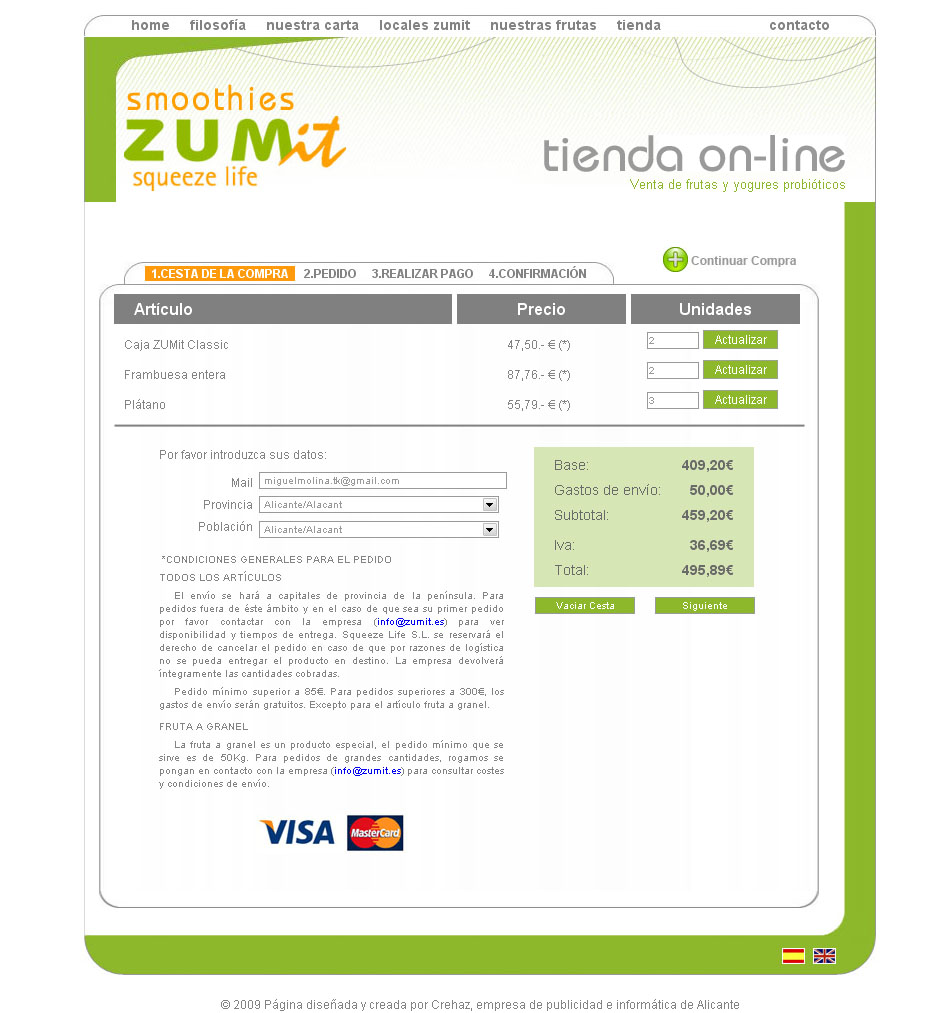 home filosofía nuestra carta locales zumit nuestras frutas tienda contacto
smoothies
ZUMit
squeeze life
tienda on-line
Venta de frutas y yogures probióticos
Continuar Compra
1.CESTA DE LA COMPRA 2.PEDIDO 3.REALIZAR PAGO 4.CONFIRMACIÓN
Artículo Precio Unidades
Caja ZUMit Classic 47,50.- € (*) 2 Actualizar
Frambuesa entera 87,76.- € (*) 2 Actualizar
Plátano 55,79.- € (*) 3 Actualizar
Por favor introduzca sus datos:
Mail miguelmolina.tk@gmail.com
Provincia Alicante/Alacant
Población Alicante/Alacant
*CONDICIONES GENERALES PARA EL PEDIDO
TODOS LOS ARTÍCULOS
El envío se hará a capitales de provincia de la península. Para
pedidos fuera de éste ámbito y en el caso de que sea su primer pedido
por favor contactar con la empresa (info@zumit.es) para ver
disponibilidad y tiempos de entrega. Squeeze Life S.L. se reservará el
derecho de cancelar el pedido en caso de que por razones de logística
no se pueda entregar el producto en destino. La empresa devolverá
íntegramente las cantidades cobradas.
Pedido mínimo superior a 85€. Para pedidos superiores a 300€, los
gastos de envío serán gratuitos. Excepto para el artículo fruta a granel.
FRUTA A GRANEL
La fruta a granel es un producto especial, el pedido mínimo que se
sirve es de 50Kg. Para pedidos de grandes cantidades, rogamos se
pongan en contacto con la empresa (info@zumit.es) para consultar costes
y condiciones de envío.
VISA MasterCard
Base: 409,20€
Gastos de envío: 50,00€
Subtotal: 459,20€
Iva: 36,69€
Total: 495,89€
Vaciar Cesta Siguiente
© 2009 Página diseñada y creada por Crehaz, empresa de publicidad e informática de Alicante